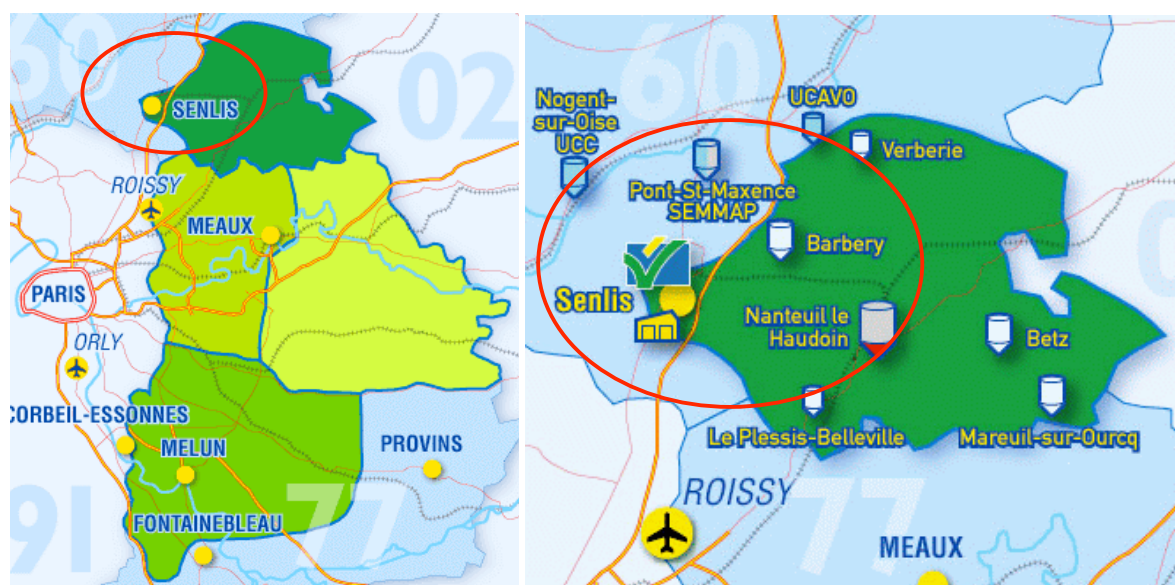 60
02
SENLIS
ROISSY
MEAUX
PARIS
ORLY
CORBEIL-ESSONNES
MELUN
PROVINS
91
77
FONTAINEBLEAU
60
Nogent-
sur-Oise
UCC
UCAVO
Verberie
Pont-St-Maxence
SEMMAP
Barbery
Senlis
Nanteuil le
Haudoin
Betz
Le Plessis-Belleville
Mareuil-sur-Ourcq
ROISSY
77
MEAUX